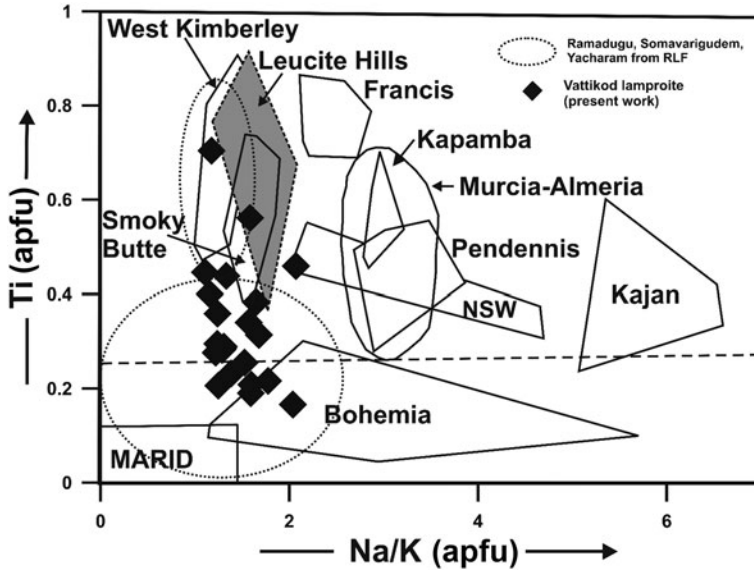 West Kimberley
Leucite Hills
Francis
Kapamba
Murcia-Almeria
Smoky
Butte
Pendennis
NSW
Kajan
Bohemia
MARID
Ramadugu, Somavarigudem,
Yacharam from RLF
Vattikod lamproite
(present work)
Ti (apfu)
1
0.8
0.6
0.4
0.2
0
0
2
4
6
Na/K (apfu)